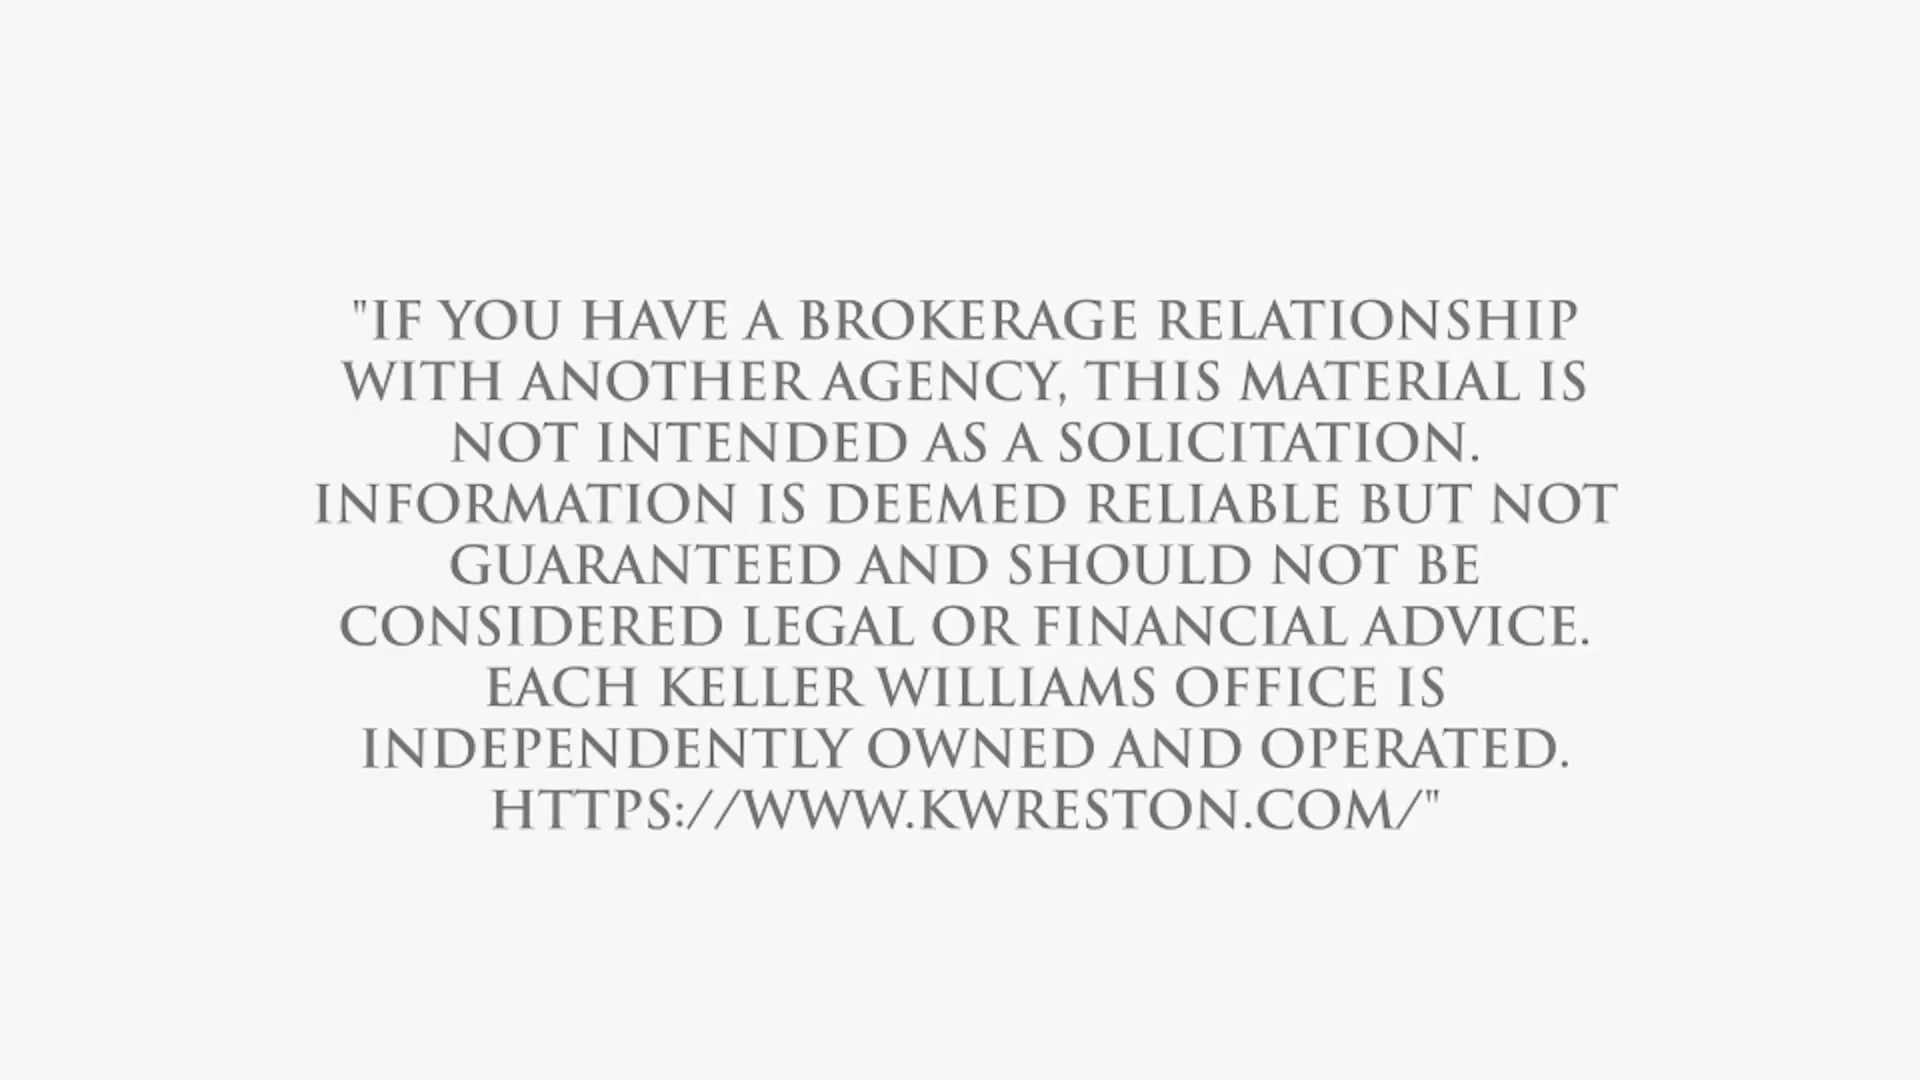 "IF YOU HAVE A BROKERAGE RELATIONSHIP
WITH ANOTHER AGENCY, THIS MATERIAL IS
NOT INTENDED AS A SOLICITATION.
INFORMATION IS DEEMED RELIABLE BUT NOT
GUARANTEED AND SHOULD NOT BE
CONSIDERED LEGAL OR FINANCIAL ADVICE.
EACH KELLER WILLIAMS OFFICE IS
INDEPENDENTLY OWNED AND OPERATED.
HTTPS://WWW.KWRESTON.COM/"